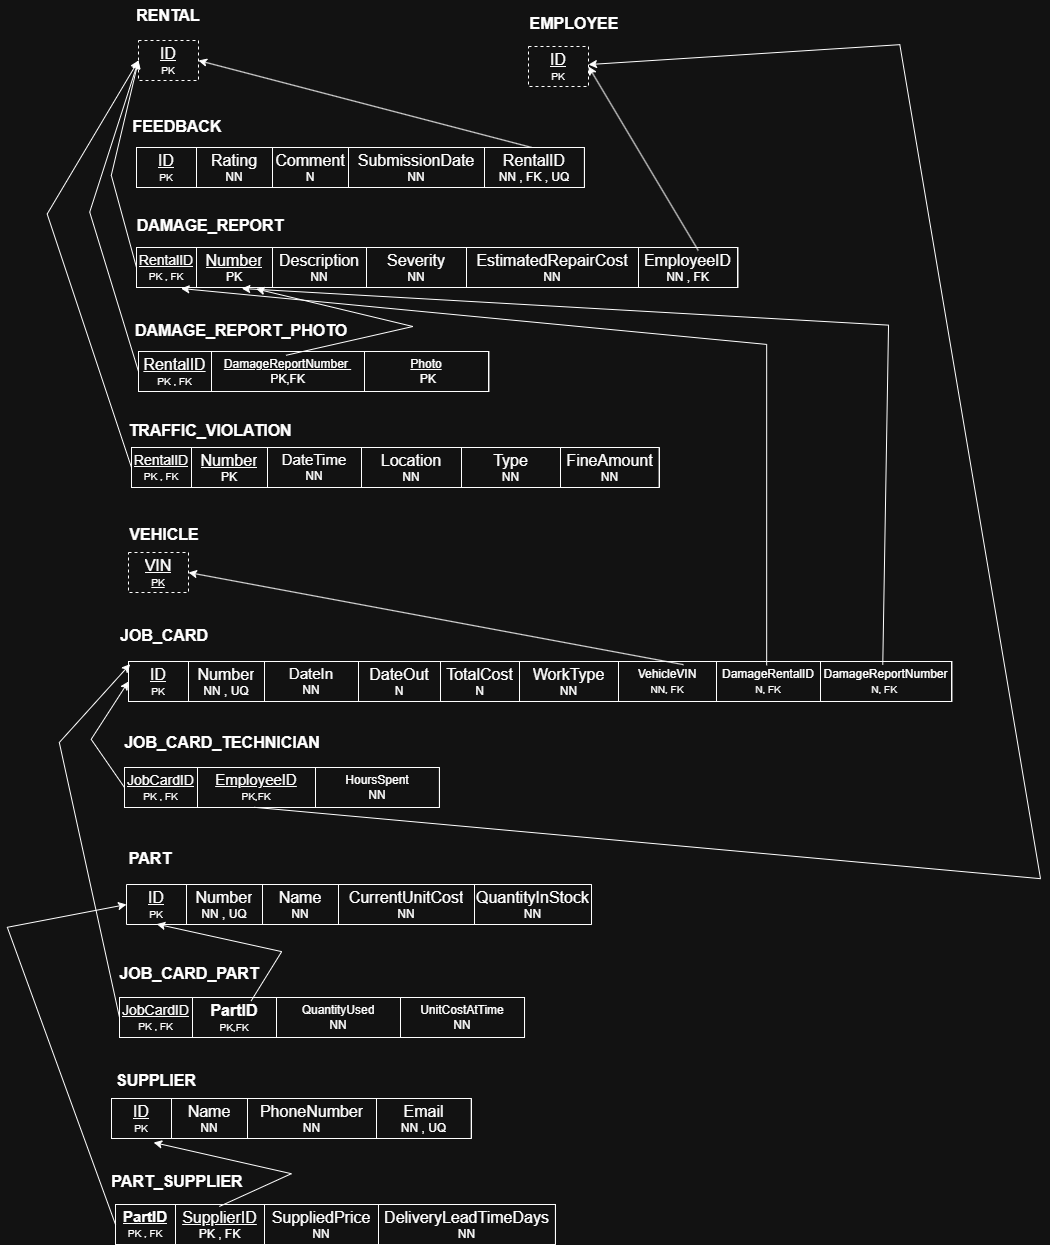 RENTAL
ID
PK
EMPLOYEE
ID
PK
FEEDBACK
ID Rating Comment SubmissionDate RentalID
PK NN N NN NN , FK , UQ
DAMAGE_REPORT
RentalID Number Description Severity EstimatedRepairCost EmployeeID
PK , FK PK NN NN NN NN , FK
DAMAGE_REPORT_PHOTO
RentalID DamageReportNumber Photo
PK , FK PK,FK PK
TRAFFIC_VIOLATION
RentalID Number DateTime Location Type FineAmount
PK , FK PK NN NN NN NN
VEHICLE
VIN
PK
JOB_CARD
ID Number DateIn DateOut TotalCost WorkType VehicleVIN DamageRentalID DamageReportNumber
PK NN , UQ NN N N NN NN, FK N, FK N, FK
JOB_CARD_TECHNICIAN
JobCardID EmployeeID HoursSpent
PK , FK PK,FK NN
PART
ID Number Name CurrentUnitCost QuantityInStock
PK NN , UQ NN NN NN
JOB_CARD_PART
JobCardID PartID QuantityUsed UnitCostAtTime
PK , FK PK,FK NN NN
SUPPLIER
ID Name PhoneNumber Email
PK NN NN NN , UQ
PART_SUPPLIER
PartID SupplierID SuppliedPrice DeliveryLeadTimeDays
PK , FK PK , FK NN NN